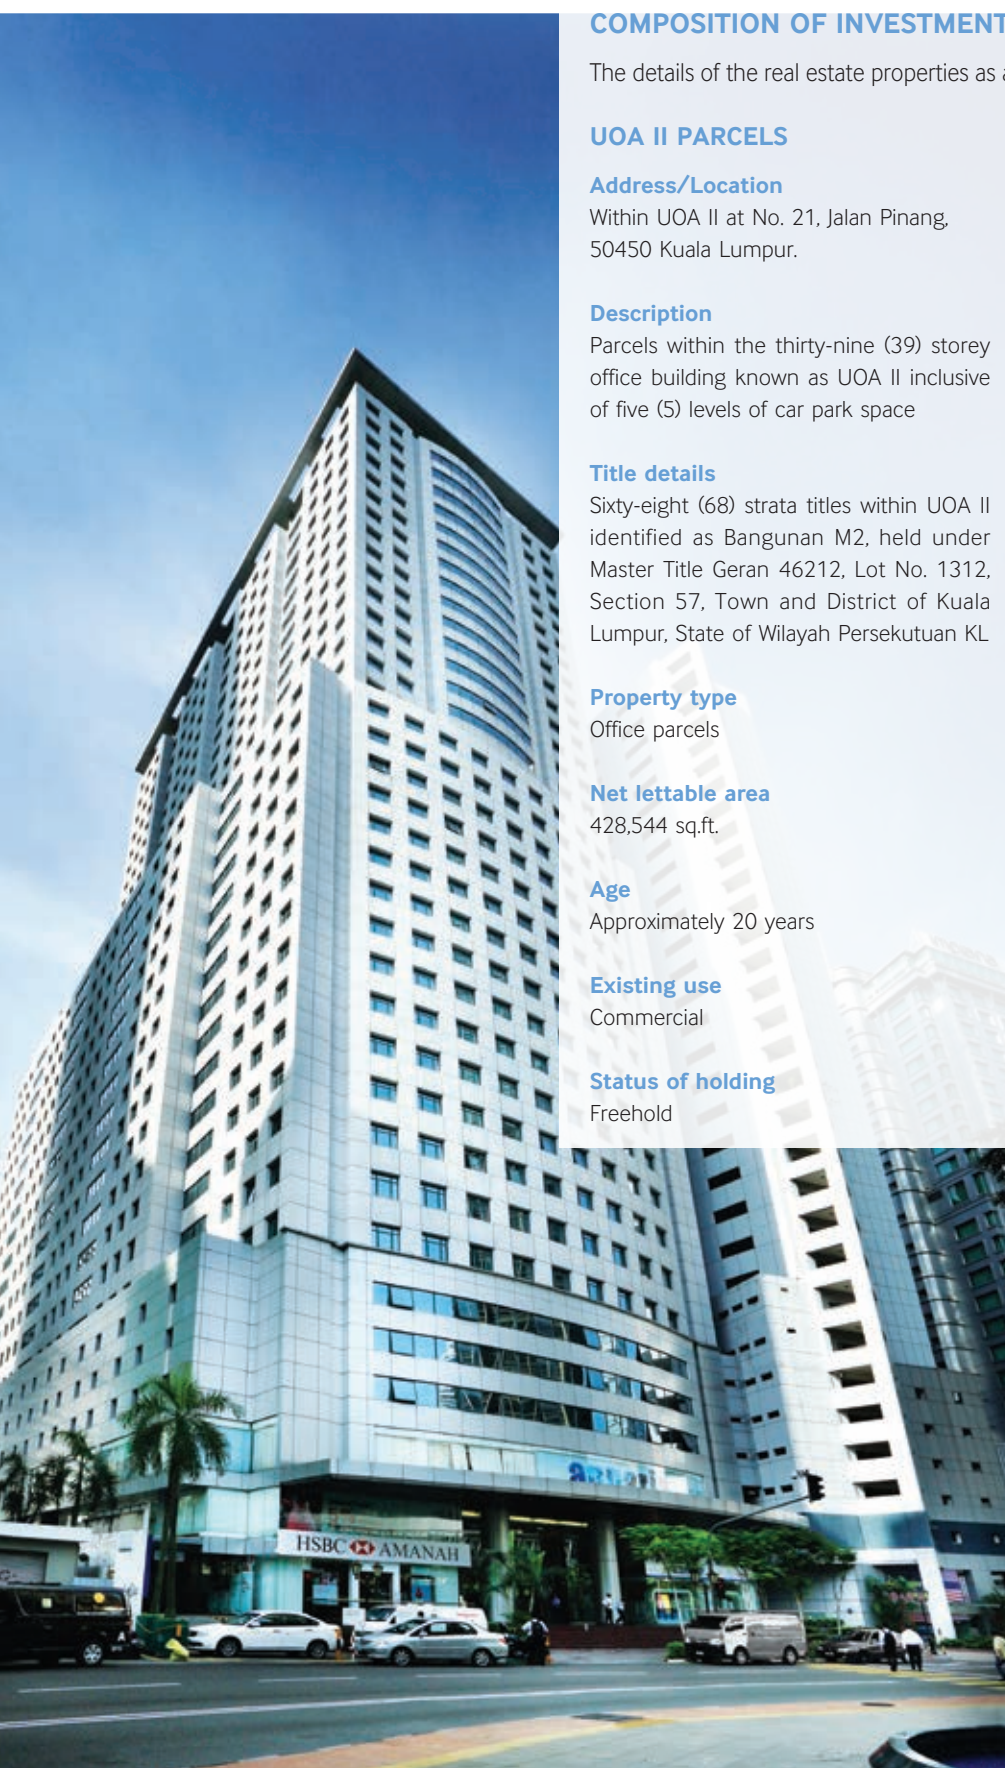 COMPOSITION OF INVESTMENT
The details of the real estate properties as a
UOA II PARCELS
Address/Location
Within UOA II at No. 21, Jalan Pinang,
50450 Kuala Lumpur.
Description
Parcels within the thirty-nine (39) storey
office building known as UOA II inclusive
of five (5) levels of car park space
Title details
Sixty-eight (68) strata titles within UOA II
identified as Bangunan M2, held under
Master Title Geran 46212, Lot No. 1312,
Section 57, Town and District of Kuala
Lumpur, State of Wilayah Persekutuan KL
Property type
Office parcels
Net lettable area
428,544 sq.ft.
Age
Approximately 20 years
Existing use
Commercial
Status of holding
Freehold
HSBC AMANAH